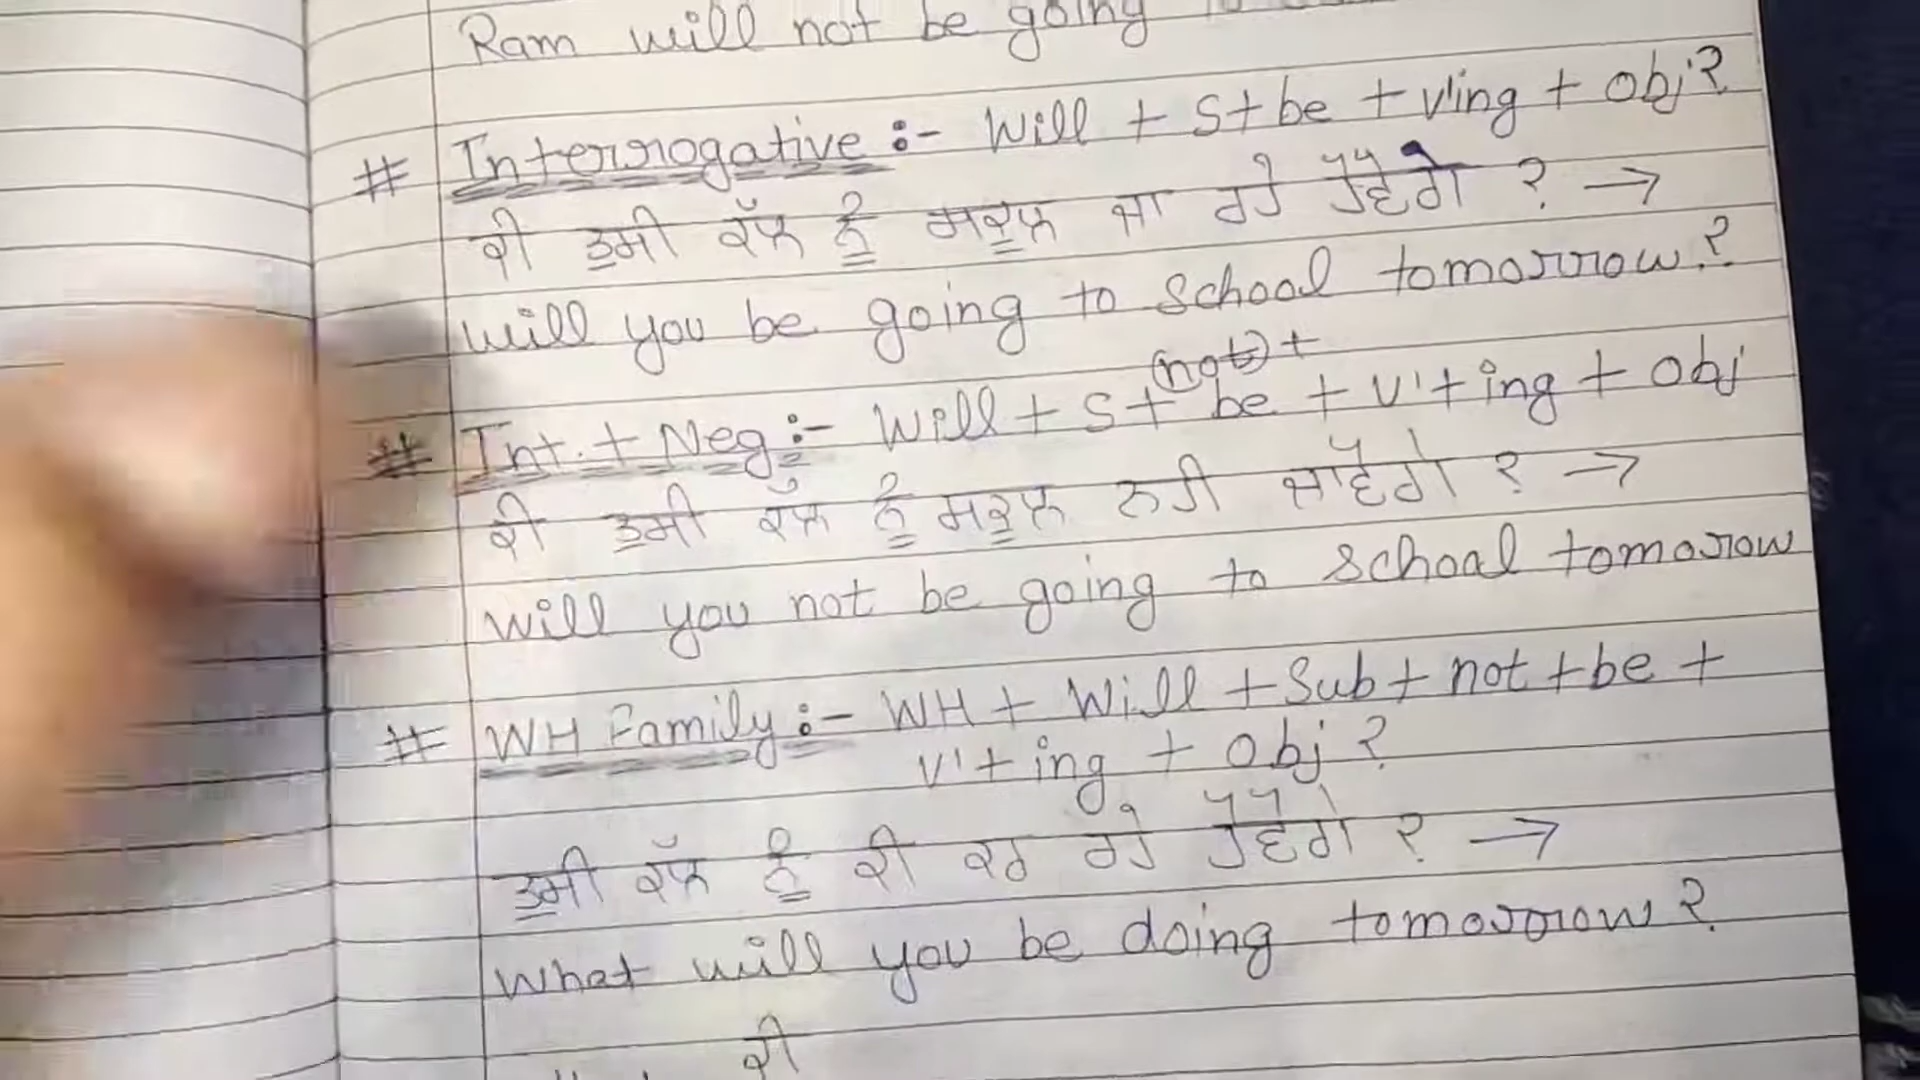 Ram will not be going
# Interrogative :- Will + S + be + v'ing + obj?
ਕੀ ਤੁਸੀ ਕੱਲ ਨੂੰ ਸਕੂਲ ਜਾ ਰਹੇ ਹੋਵੋਗੇ ? →
will you be going to school tomorrow?
(not) +
# Int. + Neg :- Will + S + be + V' + ing + Obj
ਕੀ ਤੁਸੀ ਕੱਲ ਨੂੰ ਸਕੂਲ ਨਹੀ ਜਾਵੋਗੇ ? →
will you not be going to school tomorow
# WH Family :- WH + Will + Sub + not + be +
V' + ing + Obj ?
ਤੁਸੀ ਕੱਲ ਨੂੰ ਕੀ ਕਰ ਰਹੇ ਹੋਵੋਗੇ ? →
What will you be doing tomorrow?
ਕੀ